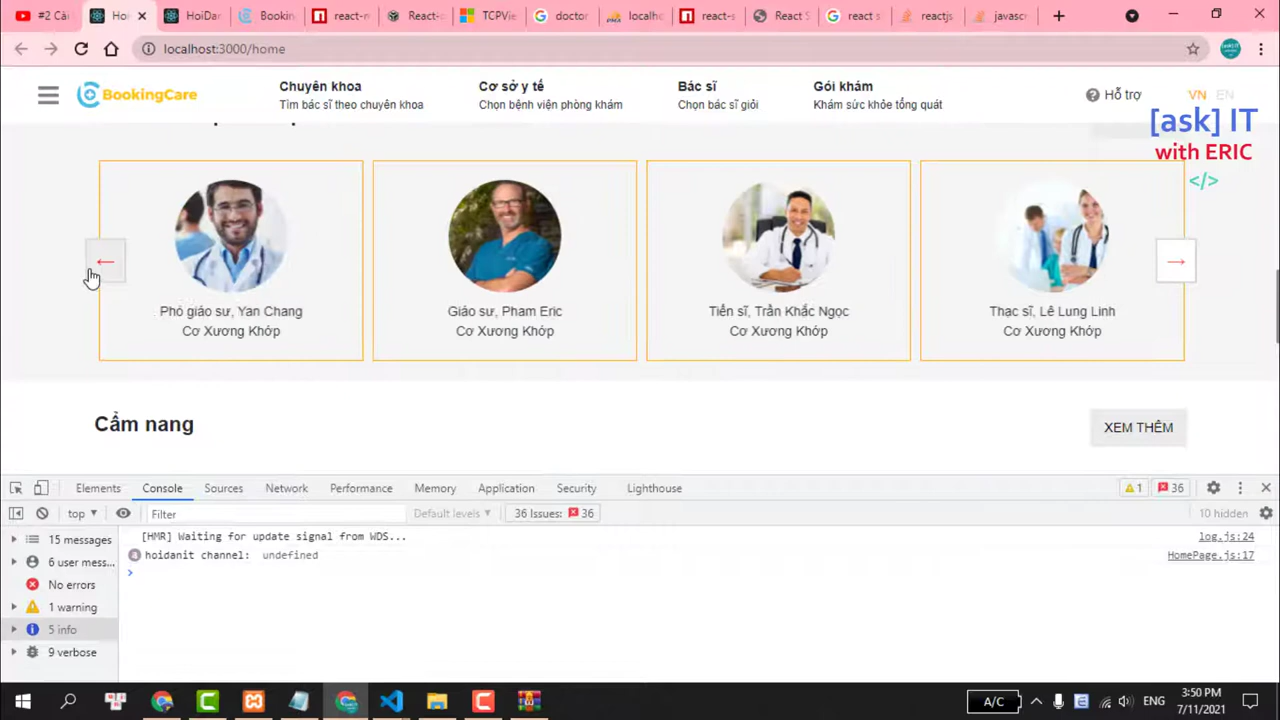 #2 Cài
Hoi
HoiDar
Bookin
react-r
React-
TCPVie
doctor
localho
react-s
React S
react s
reactjs
javascr
localhost:3000/home
BookingCare
Chuyên khoa
Tìm bác sĩ theo chuyên khoa
Cơ sở y tế
Chọn bệnh viện phòng khám
Bác sĩ
Chọn bác sĩ giỏi
Gói khám
Khám sức khỏe tổng quát
Hỗ trợ
VN EN
[ask] IT
with ERIC
</>
Phó giáo sư, Yan Chang
Cơ Xương Khớp
Giáo sư, Pham Eric
Cơ Xương Khớp
Tiến sĩ, Trần Khắc Ngọc
Cơ Xương Khớp
Thạc sĩ, Lê Lung Linh
Cơ Xương Khớp
Cẩm nang
XEM THÊM
Elements Console Sources Network Performance Memory Application Security Lighthouse 1 36
top Filter Default levels 36 Issues: 36 10 hidden
15 messages
6 user mess...
No errors
1 warning
5 info
9 verbose
[HMR] Waiting for update signal from WDS... log.js:24
hoidanit channel: undefined HomePage.js:17
A/C
ENG
3:50 PM
7/11/2021